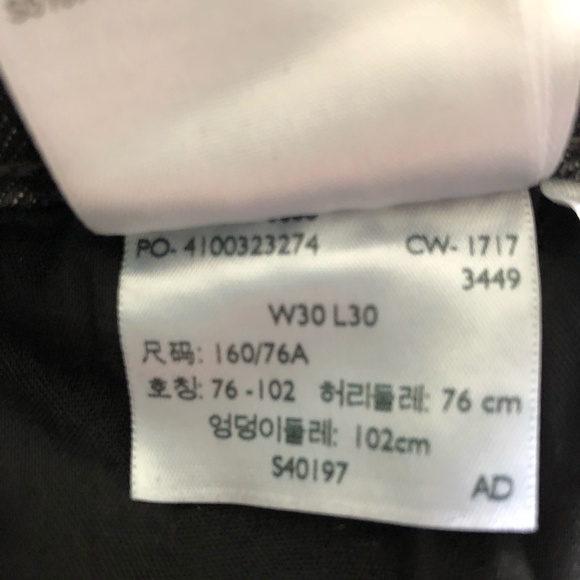 PO- 4100323274 CW- 1717
3449
W30 L30
尺码: 160/76A
호칭: 76 -102 허리둘레: 76 cm
엉덩이둘레: 102cm
S40197
AD